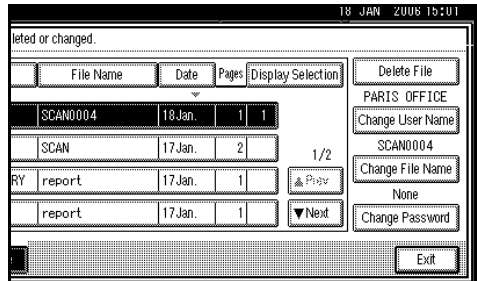 18 JAN 2006 15:01
leted or changed.
File Name Date Pages Display Selection
Delete File
PARIS OFFICE
SCAN0004 18Jan. 1 1
Change User Name
SCAN 17Jan. 2
1/2
SCAN0004
Change File Name
RY report 17Jan. 1
▲Prev.
None
report 17Jan. 1
▼Next
Change Password
Exit